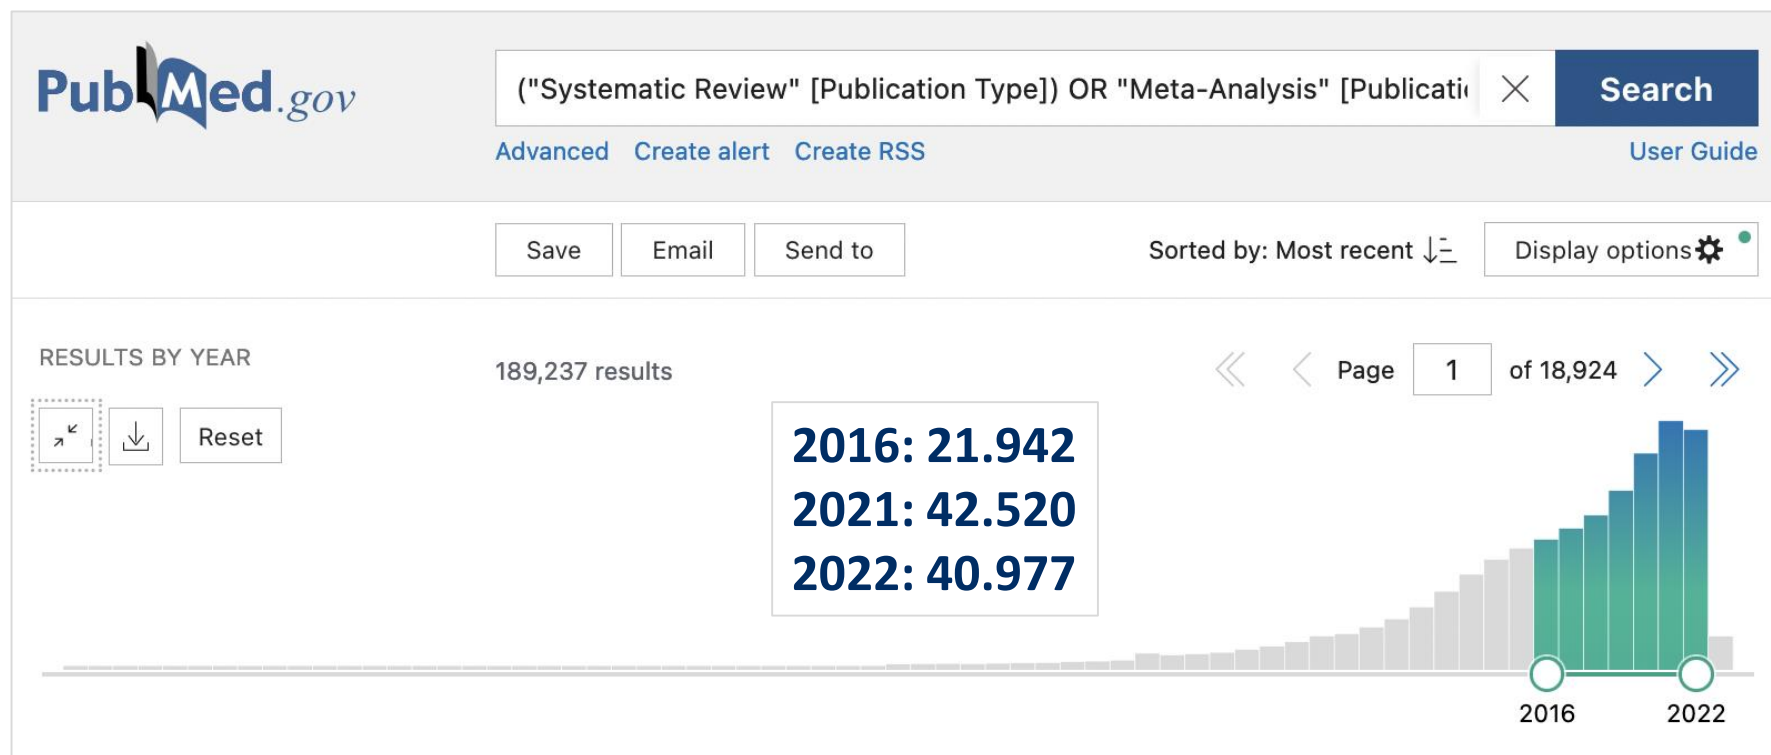 PubMed.gov
("Systematic Review" [Publication Type]) OR "Meta-Analysis" [Publicati
Search
Advanced Create alert Create RSS
User Guide
Save
Email
Send to
Sorted by: Most recent
Display options
RESULTS BY YEAR
189,237 results
Page 1 of 18,924
Reset
2016: 21.942
2021: 42.520
2022: 40.977
2016
2022